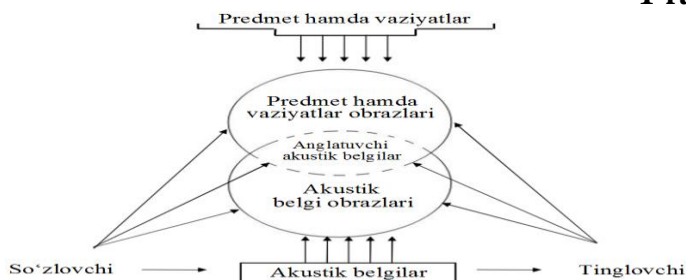 Predmet hamda vaziyatlar
Predmet hamda
vaziyatlar obrazlari
Anglatuvchi
akustik belgilar
Akustik
belgi obrazlari
So‘zlovchi
Akustik belgilar
Tinglovchi